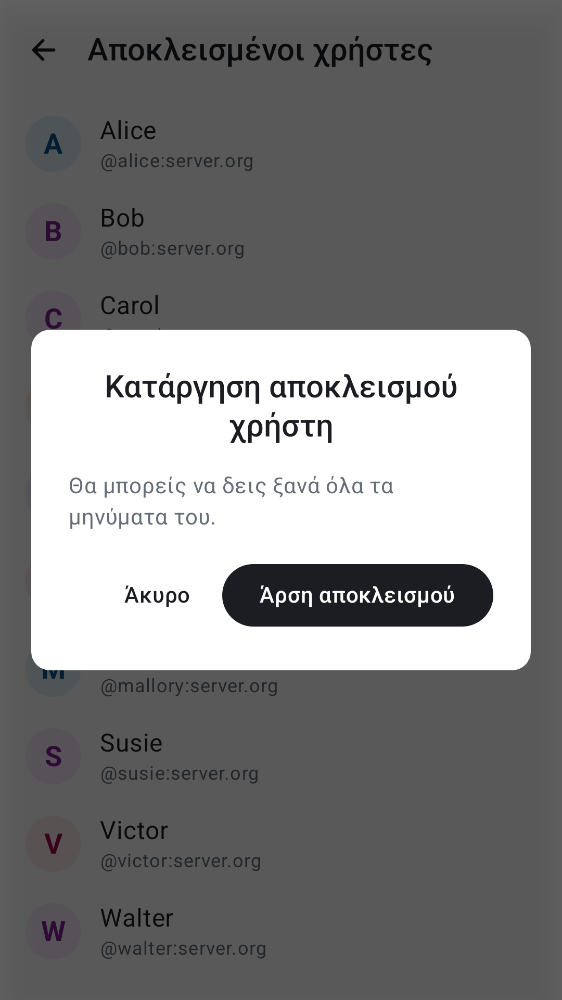 Αποκλεισμένοι χρήστες
A
Alice
@alice:server.org
B
Bob
@bob:server.org
C
Carol
Κατάργηση αποκλεισμού
χρήστη
Θα μπορείς να δεις ξανά όλα τα
μηνύματα του.
Άκυρο
Άρση αποκλεισμού
M
@mallory:server.org
S
Susie
@susie:server.org
V
Victor
@victor:server.org
W
Walter
@walter:server.org